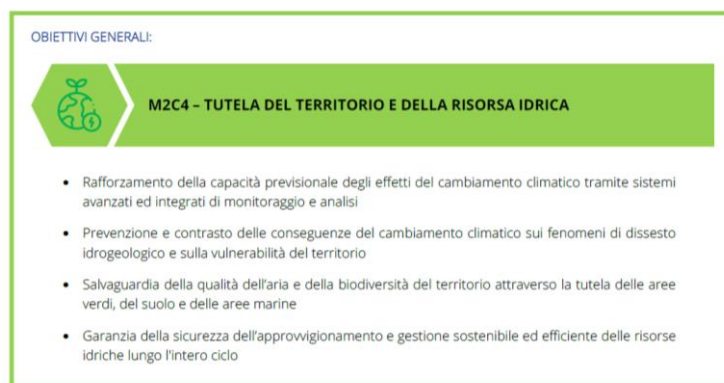 OBIETTIVI GENERALI:
M2C4 – TUTELA DEL TERRITORIO E DELLA RISORSA IDRICA
• Rafforzamento della capacità previsionale degli effetti del cambiamento climatico tramite sistemi
avanzati ed integrati di monitoraggio e analisi
• Prevenzione e contrasto delle conseguenze del cambiamento climatico sui fenomeni di dissesto
idrogeologico e sulla vulnerabilità del territorio
• Salvaguardia della qualità dell'aria e della biodiversità del territorio attraverso la tutela delle aree
verdi, del suolo e delle aree marine
• Garanzia della sicurezza dell'approvvigionamento e gestione sostenibile ed efficiente delle risorse
idriche lungo l'intero ciclo